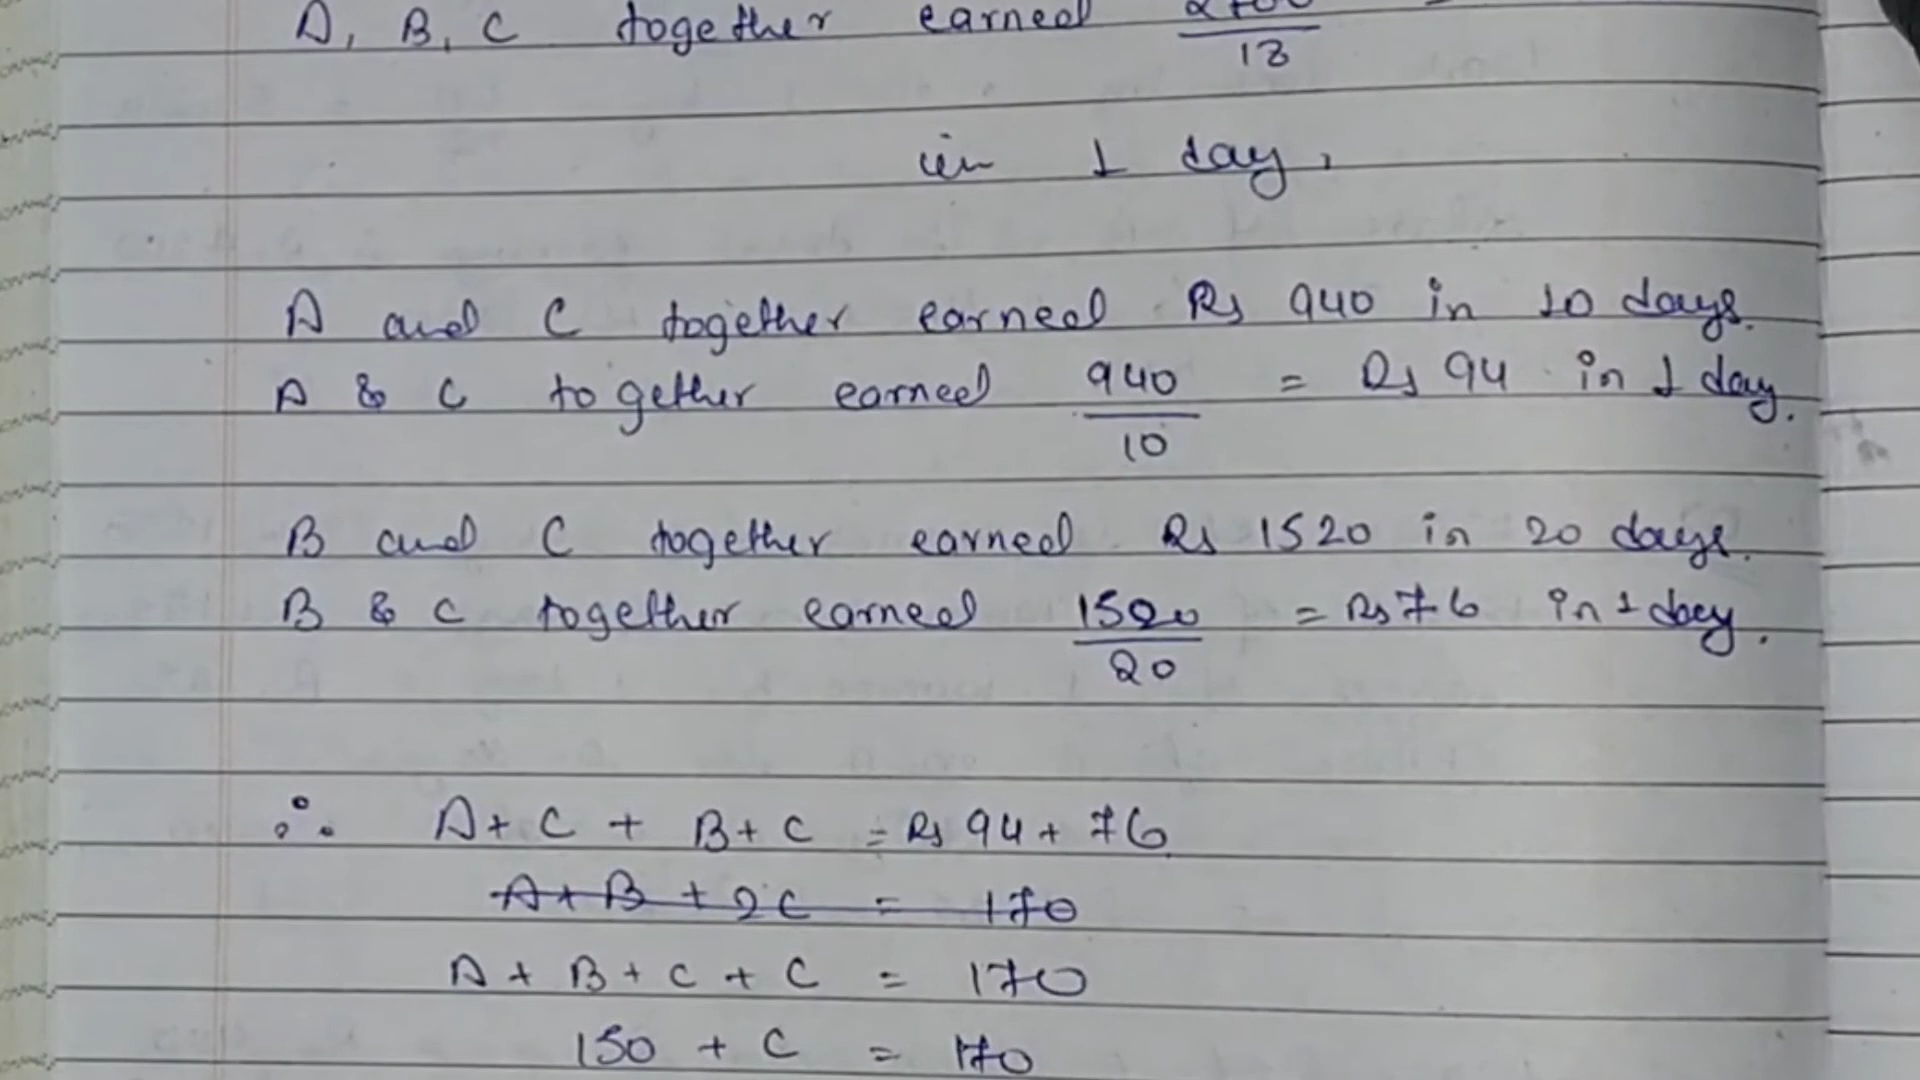 A, B, C together earned 2700/18
in 1 day,
A and C together earned Rs 940 in 10 days.
A & C together earned 940/10 = Rs 94 in 1 day.
B and C together earned Rs 1520 in 20 days.
B & C together earned 1520/20 = Rs 76 in 1 day.
∴ A + C + B + C = Rs 94 + 76
A + B + 2C = 170
A + B + C + C = 170
150 + C = 170